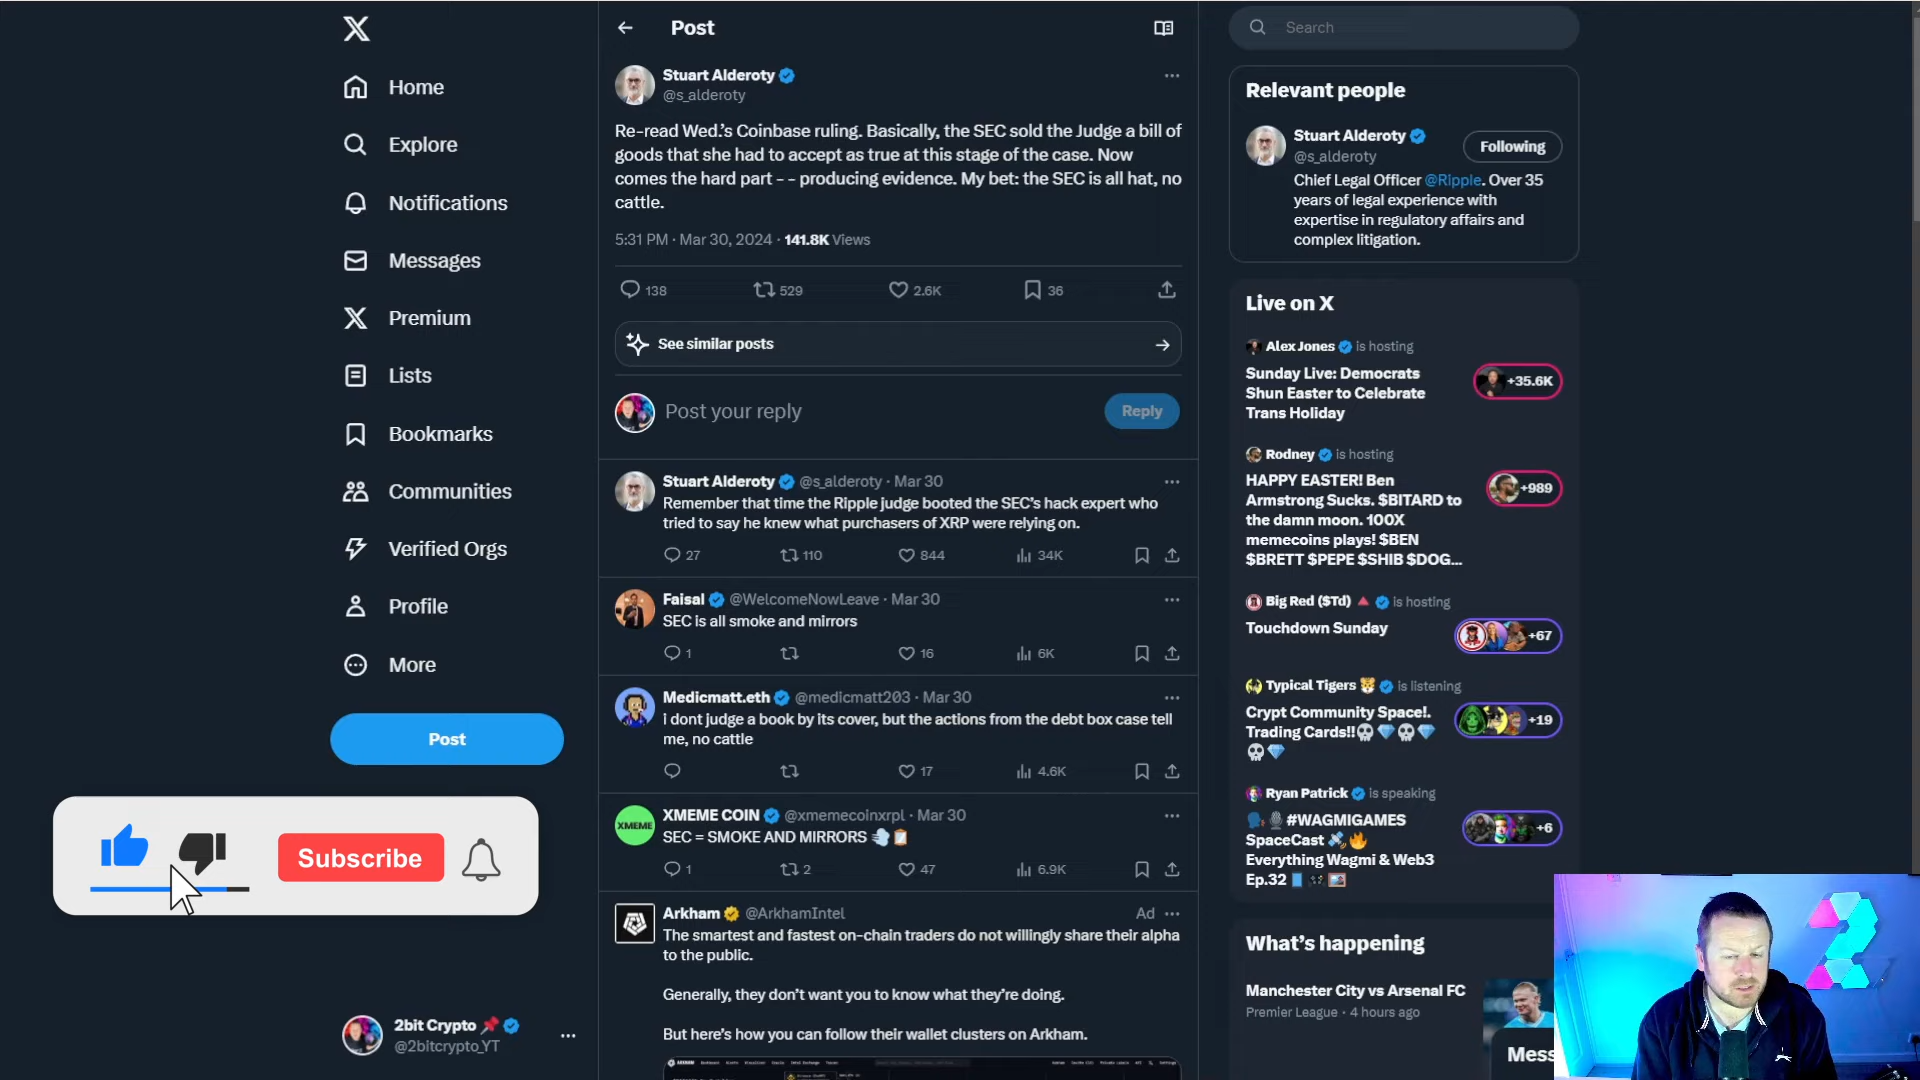 Home
Explore
Notifications
Messages
Premium
Lists
Bookmarks
Communities
Verified Orgs
Profile
More
Post
Subscribe
2bit Crypto
@2bitcrypto_YT
Post
Stuart Alderoty
@s_alderoty
Re-read Wed.'s Coinbase ruling. Basically, the SEC sold the Judge a bill of
goods that she had to accept as true at this stage of the case. Now
comes the hard part - - producing evidence. My bet: the SEC is all hat, no
cattle.
5:31 PM · Mar 30, 2024 · 141.8K Views
138 529 2.6K 36
See similar posts
Post your reply
Reply
Stuart Alderoty @s_alderoty · Mar 30
Remember that time the Ripple judge booted the SEC's hack expert who
tried to say he knew what purchasers of XRP were relying on.
27 110 844 34K
Faisal @WelcomeNowLeave · Mar 30
SEC is all smoke and mirrors
1 16 6K
Medicmatt.eth @medicmatt203 · Mar 30
i dont judge a book by its cover, but the actions from the debt box case tell
me, no cattle
17 4.6K
XMEME
XMEME COIN @xmemecoinxrpl · Mar 30
SEC = SMOKE AND MIRRORS 💨📋
1 2 47 6.9K
Arkham @ArkhamIntel Ad
The smartest and fastest on-chain traders do not willingly share their alpha
to the public.
Generally, they don't want you to know what they're doing.
But here's how you can follow their wallet clusters on Arkham.
ARKHAM
Search
Relevant people
Stuart Alderoty
@s_alderoty
Following
Chief Legal Officer @Ripple. Over 35
years of legal experience with
expertise in regulatory affairs and
complex litigation.
Live on X
Alex Jones is hosting
Sunday Live: Democrats
Shun Easter to Celebrate
Trans Holiday
+35.6K
Rodney is hosting
HAPPY EASTER! Ben
Armstrong Sucks. $BITARD to
the damn moon. 100X
memecoins plays! $BEN
$BRETT $PEPE $SHIB $DOG...
+989
Big Red ($Td) 🔺 is hosting
Touchdown Sunday
+67
Typical Tigers 🐯 is listening
Crypt Community Space!.
Trading Cards!!💀💎💀💎
💀💎
+19
Ryan Patrick is speaking
🗣️🎙️#WAGMIGAMES
SpaceCast 🛰️🔥
Everything Wagmi & Web3
Ep.32
+6
What's happening
Manchester City vs Arsenal FC
Premier League · 4 hours ago
Mess